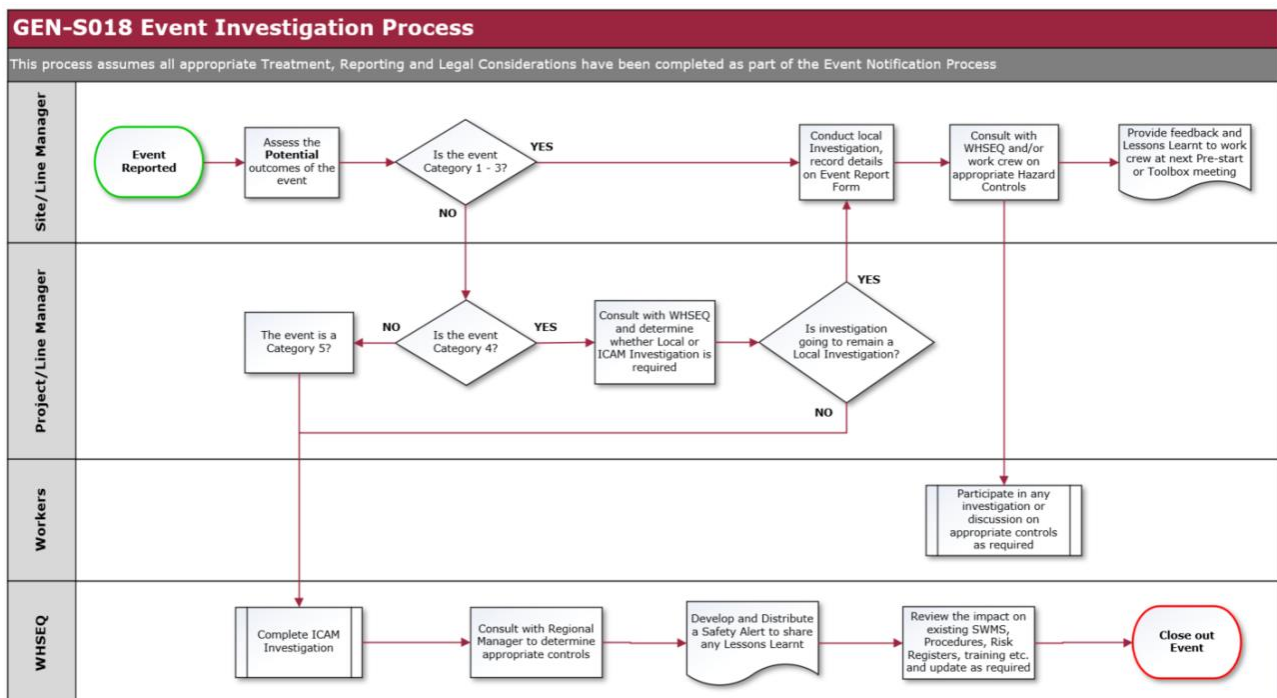 GEN-S018 Event Investigation Process
This process assumes all appropriate Treatment, Reporting and Legal Considerations have been completed as part of the Event Notification Process
Site/Line Manager
Event
Reported
Assess the
Potential
outcomes of the
event
Is the event
Category 1 - 3?
YES
NO
Conduct local
Investigation,
record details
on Event Report
Form
Consult with
WHSEQ and/or
work crew on
appropriate Hazard
Controls
Provide feedback and
Lessons Learnt to work
crew at next Pre-start
or Toolbox meeting
Project/Line Manager
The event is a
Category 5?
NO
Is the event
Category 4?
YES
Consult with WHSEQ
and determine
whether Local or
ICAM Investigation is
required
Is investigation
going to remain a
Local Investigation?
YES
NO
Workers
Participate in any
investigation or
discussion on
appropriate controls
as required
WHSEQ
Complete ICAM
Investigation
Consult with Regional
Manager to determine
appropriate controls
Develop and Distribute
a Safety Alert to share
any Lessons Learnt
Review the impact on
existing SWMS,
Procedures, Risk
Registers, training etc.
and update as required
Close out
Event